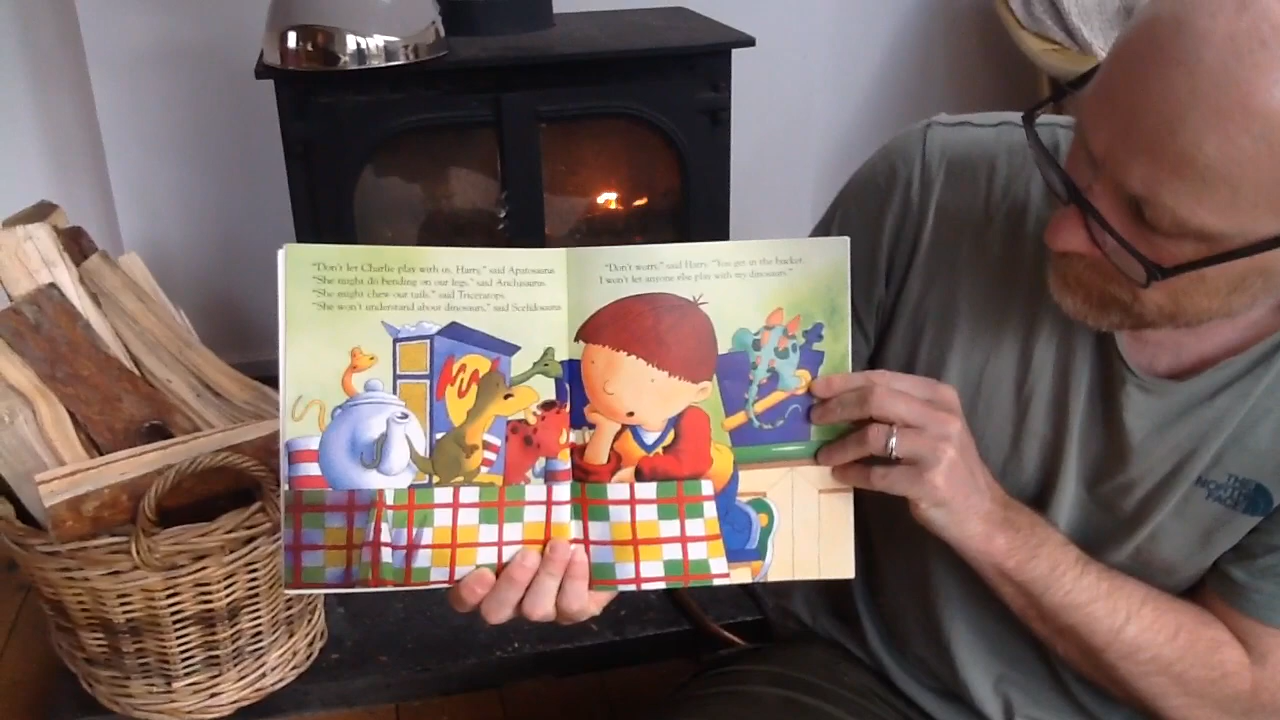 "Don't let Charlie play with us, Harry," said Apatosaurus.
"She might do bending on our legs," said Anchisaurus.
"She might chew our tails," said Triceratops.
"She won't understand about dinosaurs," said Scelidosaurus.
"Don't worry," said Harry. "You get in the bucket.
I won't let anyone else play with my dinosaurs."
THE
NORTH
FACE